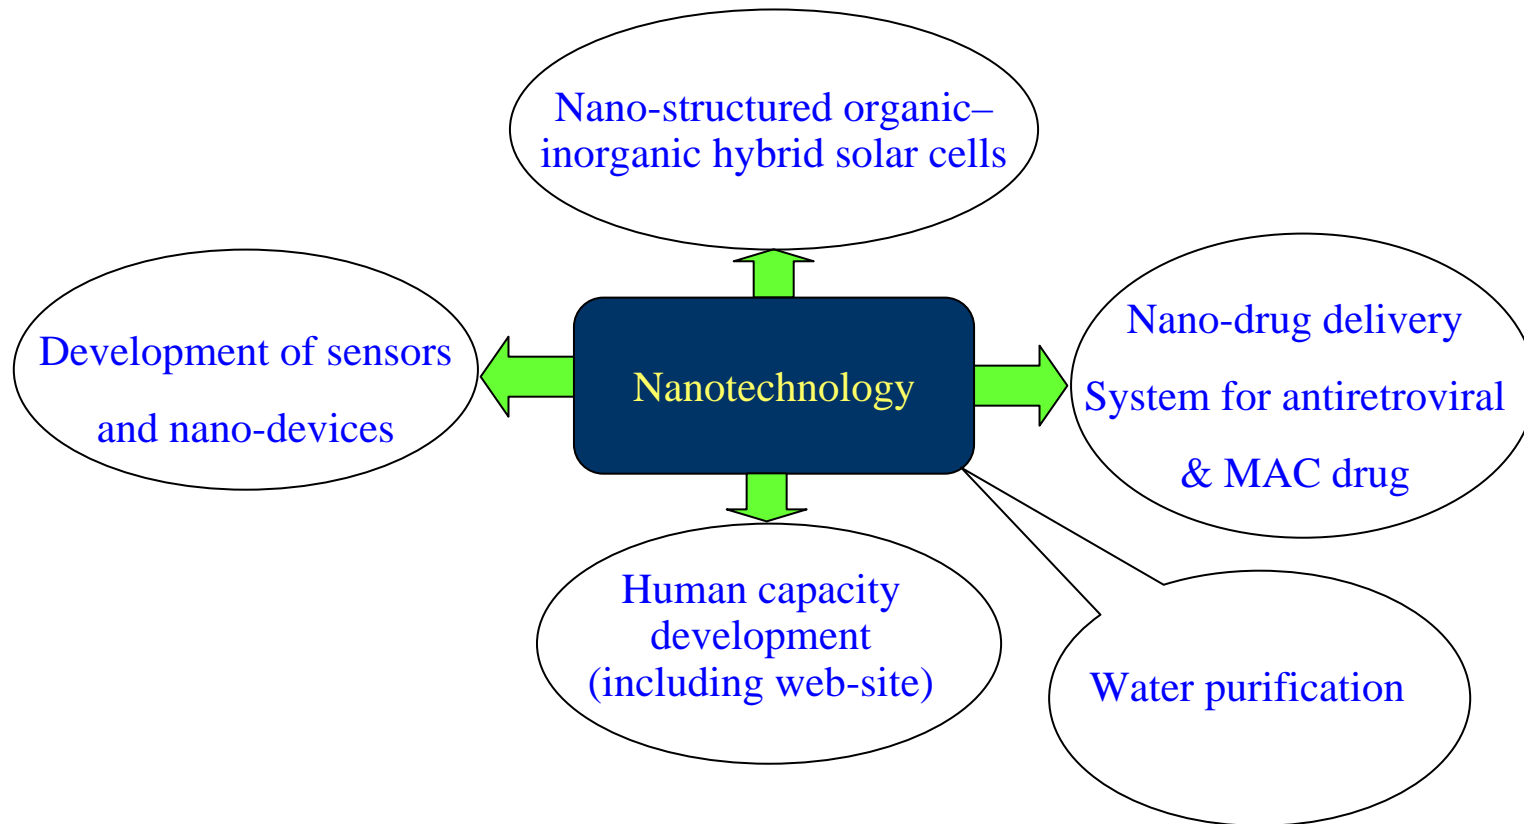 Nano-structured organic–
inorganic hybrid solar cells
Development of sensors
and nano-devices
Nanotechnology
Nano-drug delivery
System for antiretroviral
& MAC drug
Human capacity
development
(including web-site)
Water purification